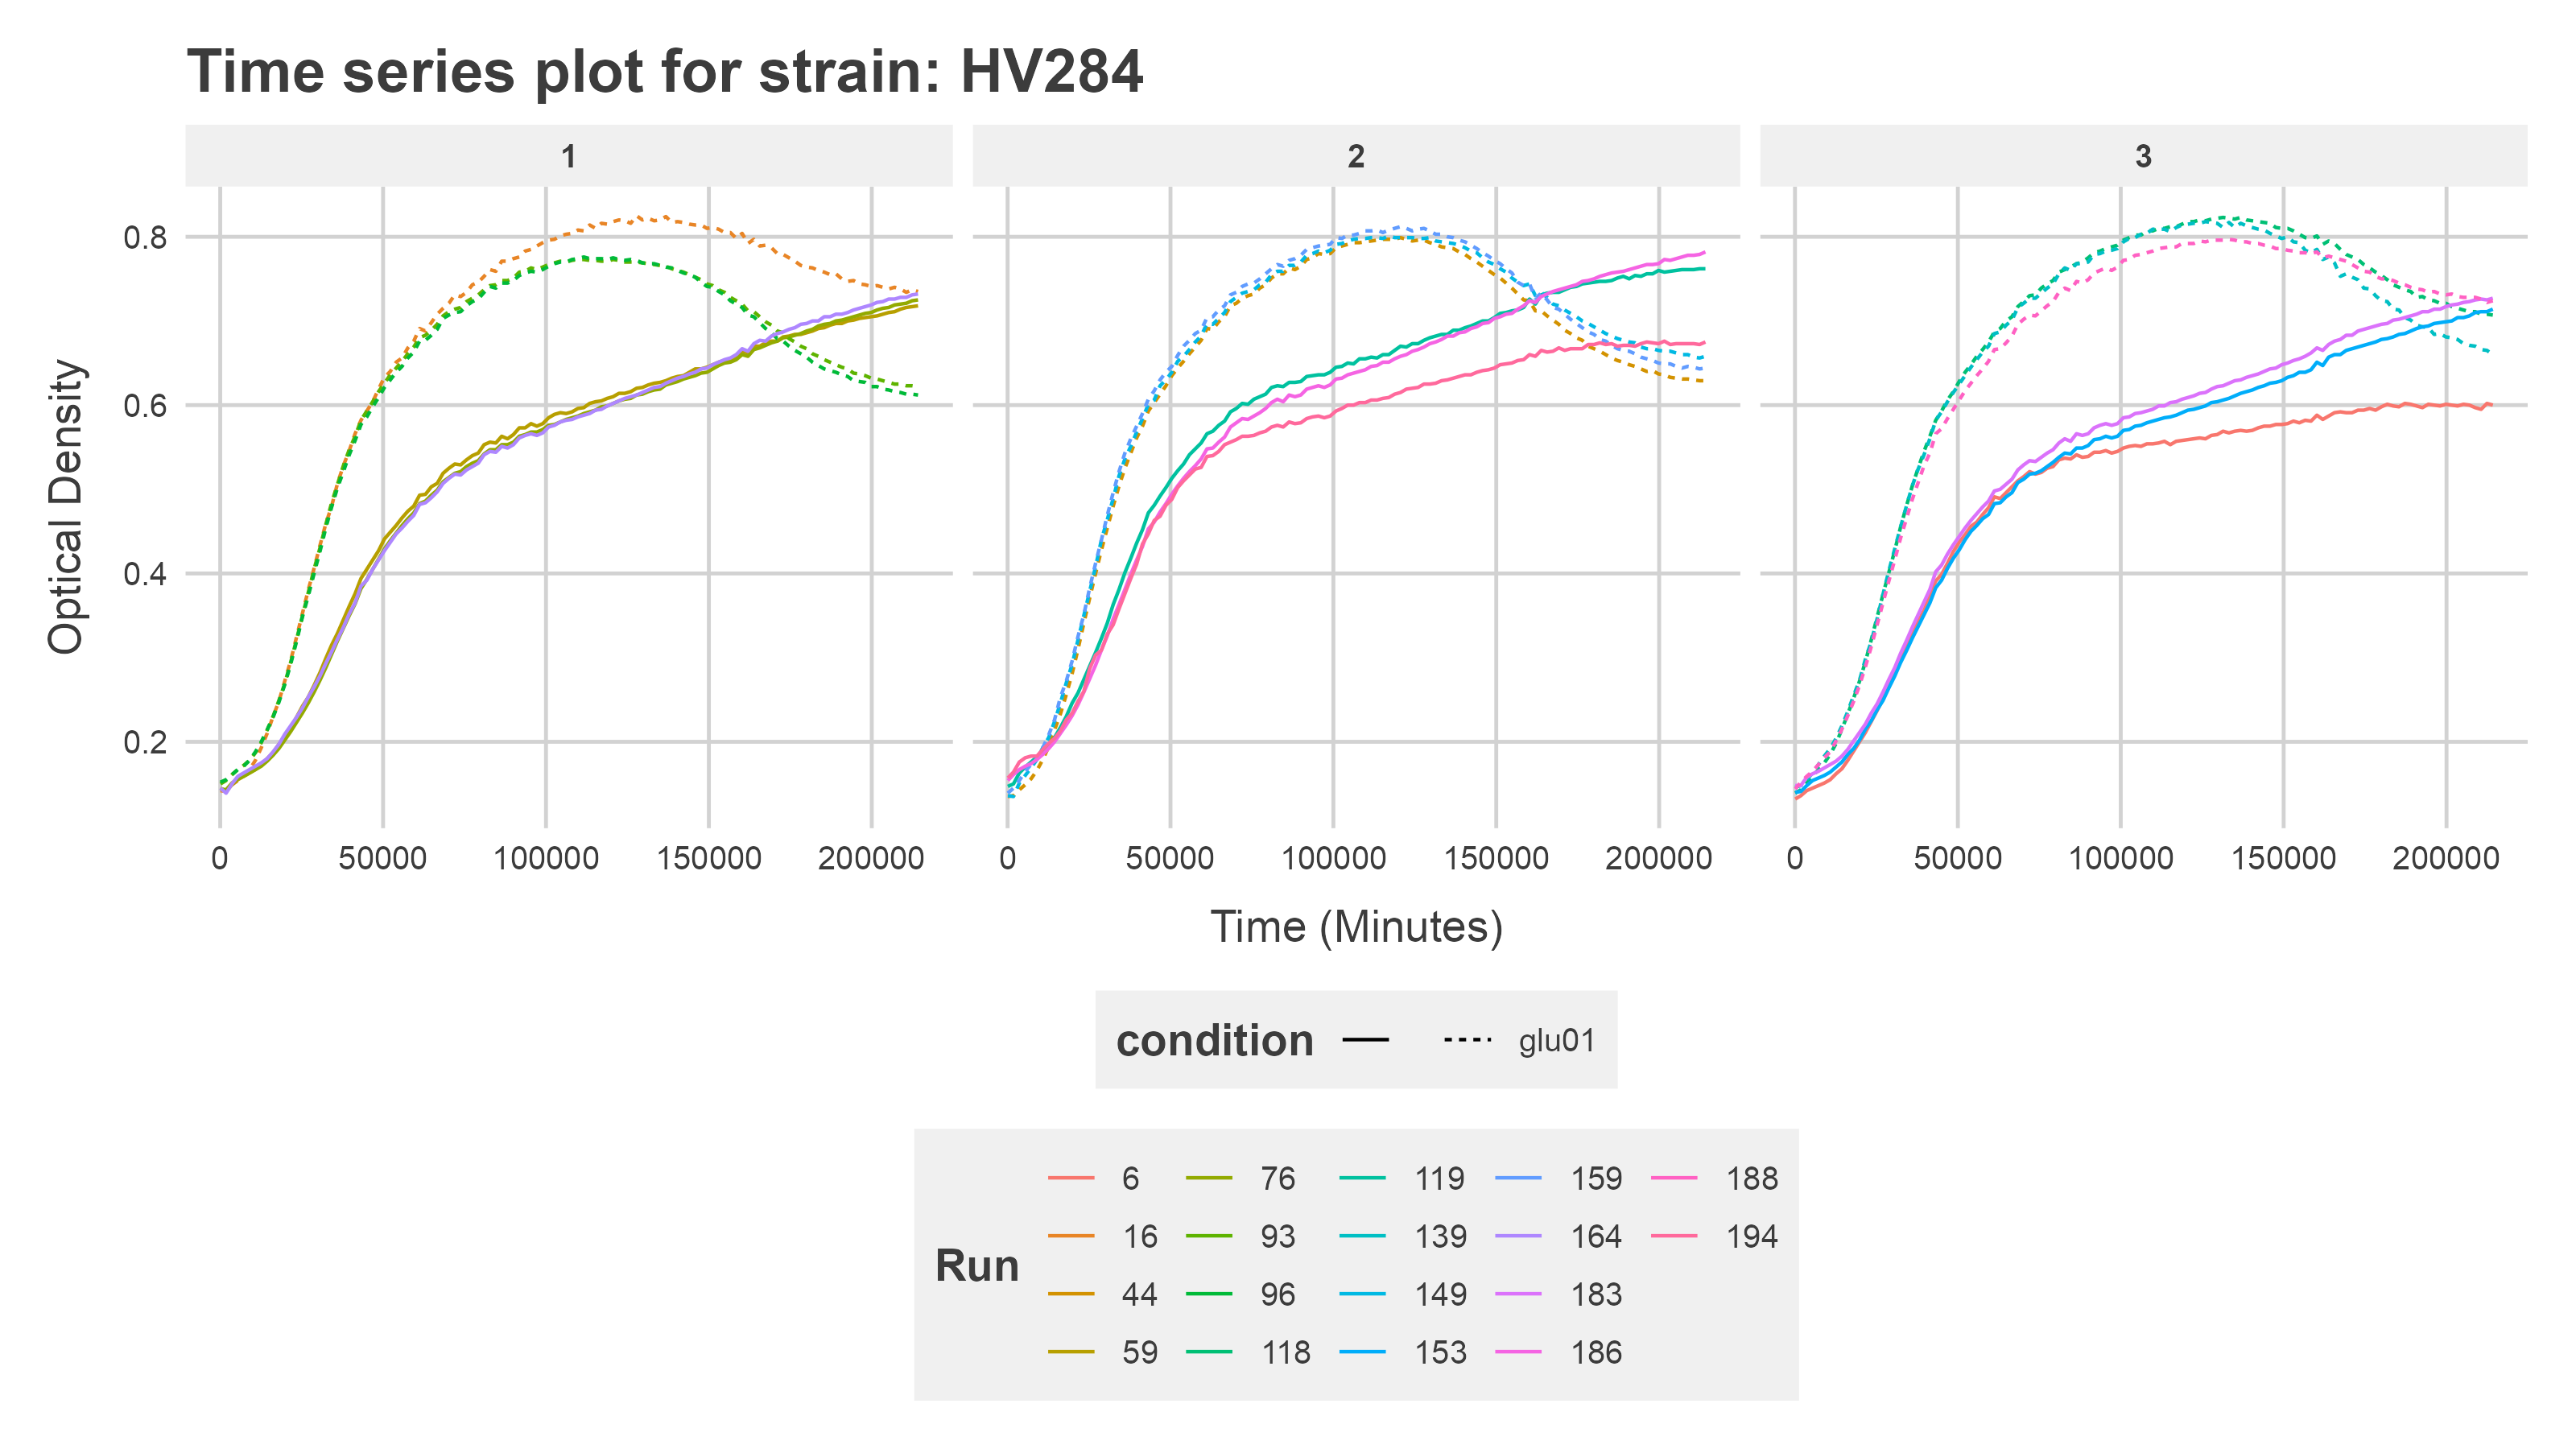 Time series plot for strain: HV284
1 2 3
Optical Density
0.8
0.6
0.4
0.2
0 50000 100000 150000 200000 0 50000 100000 150000 200000 0 50000 100000 150000 200000
Time (Minutes)
condition glu01
Run
6 76 119 159 188
16 93 139 164 194
44 96 149 183
59 118 153 186